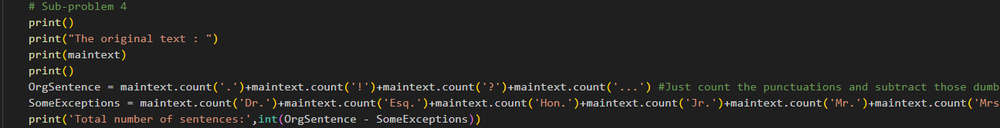 # Sub-problem 4
print()
print("The original text : ")
print(maintext)
print()
OrgSentence = maintext.count('.')+maintext.count('!')+maintext.count('?')+maintext.count('...') #Just count the punctuations and subtract those dumb
SomeExceptions = maintext.count('Dr.')+maintext.count('Esq.')+maintext.count('Hon.')+maintext.count('Jr.')+maintext.count('Mr.')+maintext.count('Mrs
print('Total number of sentences:',int(OrgSentence - SomeExceptions))